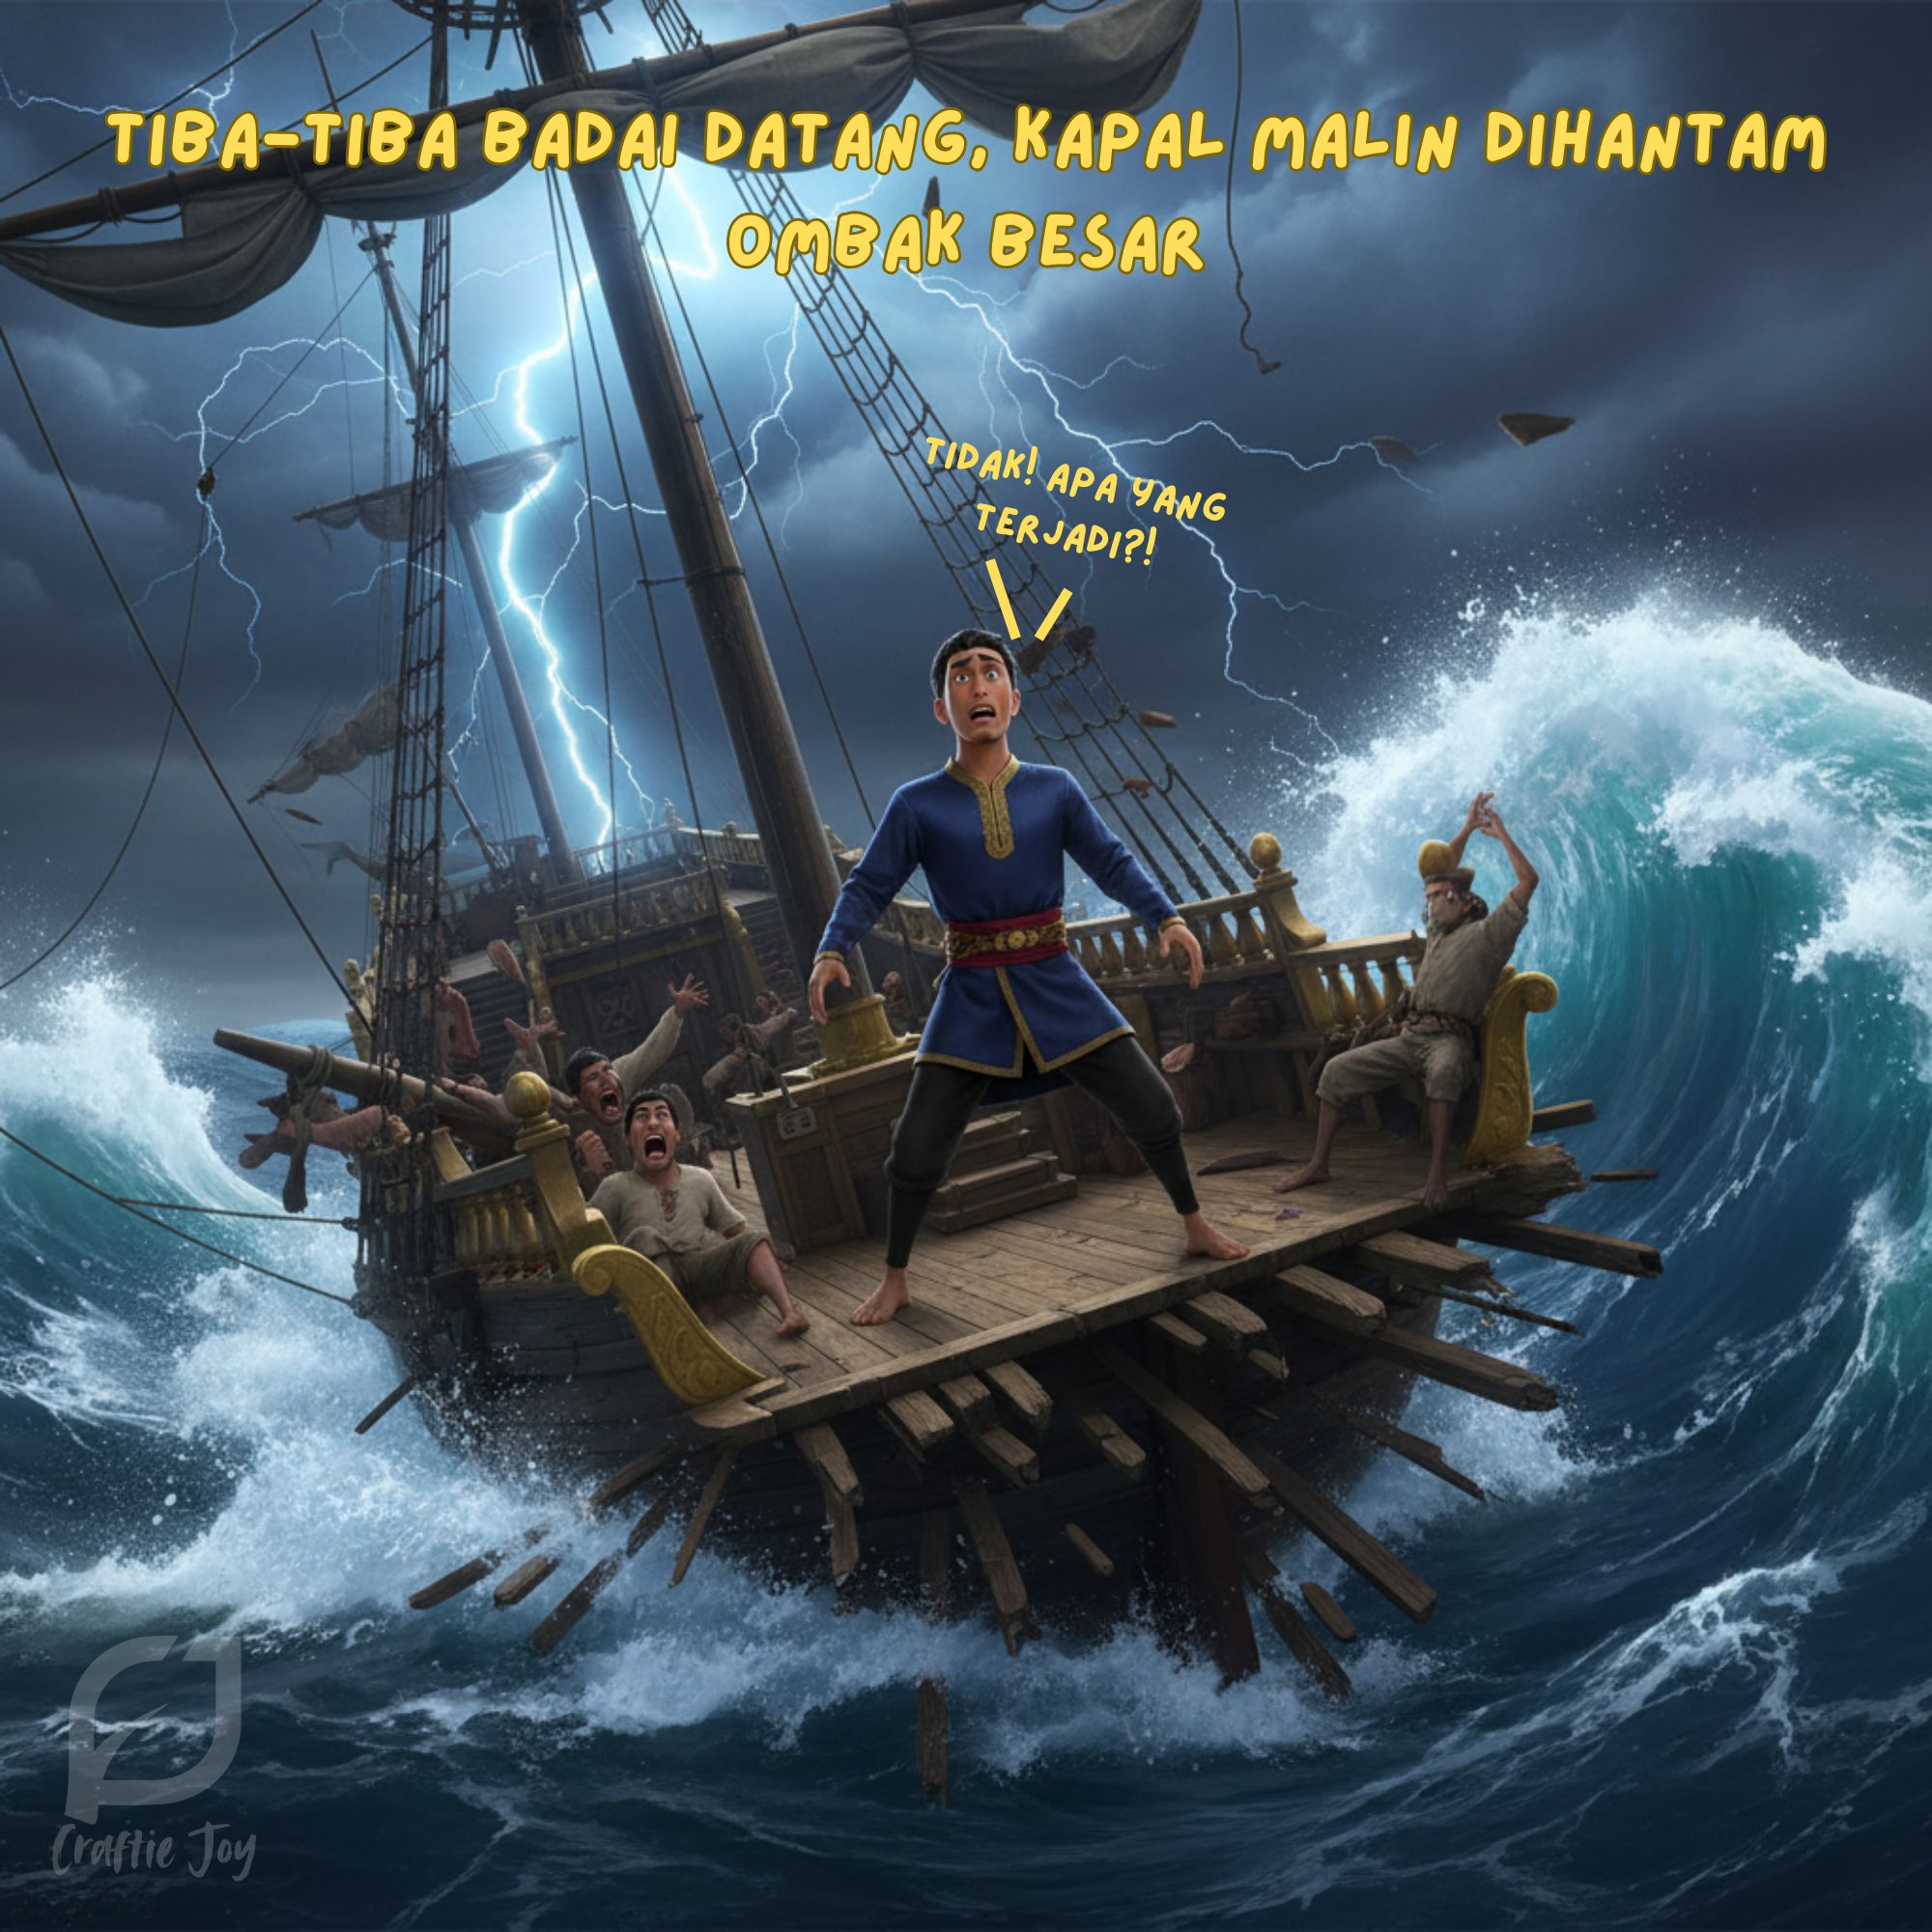 TIBA-TIBA BADAI DATANG, KAPAL MALIN DIHANTAM
OMBAK BESAR
TIDAK! APA YANG
TERJADI?!
Craftie Joy